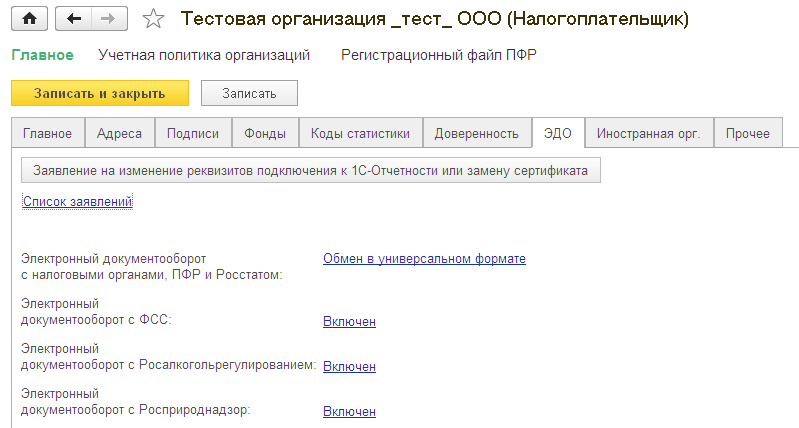 Тестовая организация _тест_ ООО (Налогоплательщик)
Главное Учетная политика организаций Регистрационный файл ПФР
Записать и закрыть Записать
Главное Адреса Подписи Фонды Коды статистики Доверенность ЭДО Иностранная орг. Прочее
Заявление на изменение реквизитов подключения к 1С-Отчетности или замену сертификата
Список заявлений
Электронный документооборот
с налоговыми органами, ПФР и Росстатом: Обмен в универсальном формате
Электронный
документооборот с ФСС: Включен
Электронный
документооборот с Росалкогольрегулированием: Включен
Электронный
документооборот с Росприроднадзор: Включен